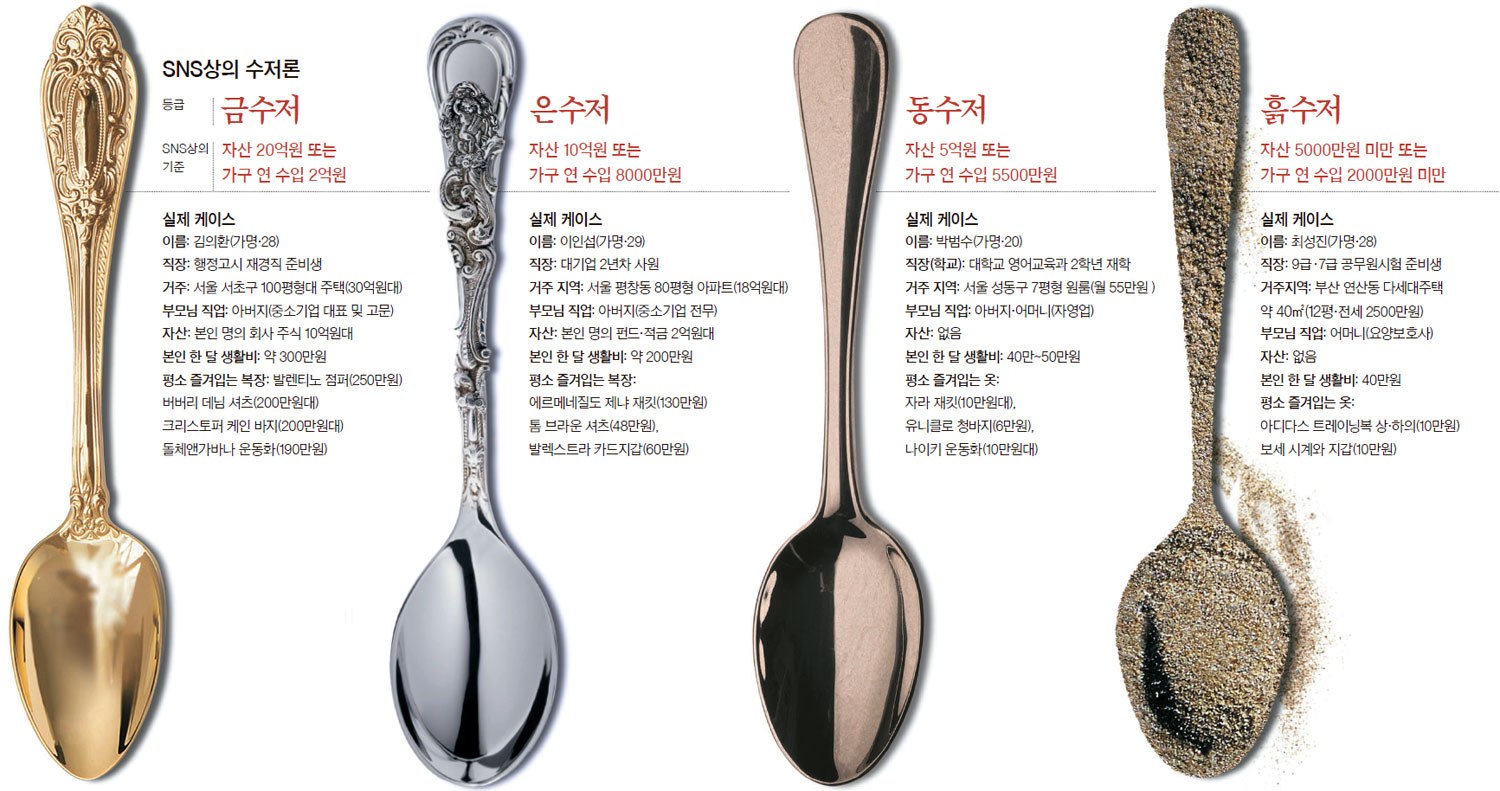 SNS상의 수저론
등급
금수저
SNS상의
기준
자산 20억원 또는
가구 연 수입 2억원
실제 케이스
이름: 김의환(가명·28)
직장: 행정고시 재경직 준비생
거주: 서울 서초구 100평형대 주택(30억원대)
부모님 직업: 아버지(중소기업 대표 및 고문)
자산: 본인 명의 회사 주식 10억원대
본인 한 달 생활비: 약 300만원
평소 즐겨입는 복장: 발렌티노 점퍼(250만원)
버버리 데님 셔츠(200만원대)
크리스토퍼 케인 바지(200만원대)
돌체앤가바나 운동화(190만원)
은수저
자산 10억원 또는
가구 연 수입 8000만원
실제 케이스
이름: 이인섭(가명·29)
직장: 대기업 2년차 사원
거주 지역: 서울 평창동 80평형 아파트(18억원대)
부모님 직업: 아버지(중소기업 전무)
자산: 본인 명의 펀드·적금 2억원대
본인 한 달 생활비: 약 200만원
평소 즐겨입는 복장:
에르메네질도 제냐 재킷(130만원)
톰 브라운 셔츠(48만원),
발렉스트라 카드지갑(60만원)
동수저
자산 5억원 또는
가구 연 수입 5500만원
실제 케이스
이름: 박범수(가명·20)
직장(학교): 대학교 영어교육과 2학년 재학
거주 지역: 서울 성동구 7평형 원룸(월 55만원 )
부모님 직업: 아버지·어머니(자영업)
자산: 없음
본인 한 달 생활비: 40만~50만원
평소 즐겨입는 옷:
자라 재킷(10만원대),
유니클로 청바지(6만원),
나이키 운동화(10만원대)
흙수저
자산 5000만원 미만 또는
가구 연 수입 2000만원 미만
실제 케이스
이름: 최성진(가명·28)
직장: 9급·7급 공무원시험 준비생
거주지역: 부산 연산동 다세대주택
약 40㎡(12평·전세 2500만원)
부모님 직업: 어머니(요양보호사)
자산: 없음
본인 한 달 생활비: 40만원
평소 즐겨입는 옷:
아디다스 트레이닝복 상·하의(10만원)
보세 시계와 지갑(10만원)